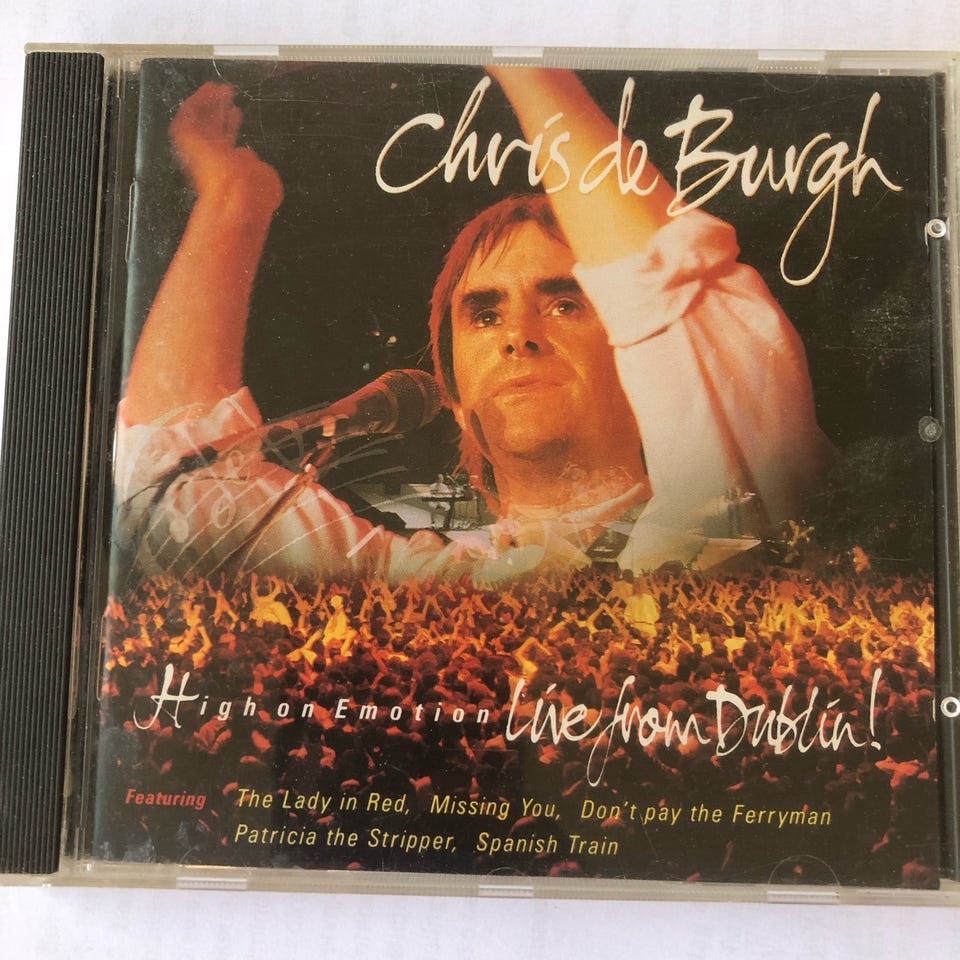 Chris de Burgh
High on Emotion Live from Dublin!
Featuring The Lady in Red, Missing You, Don't pay the Ferryman
Patricia the Stripper, Spanish Train